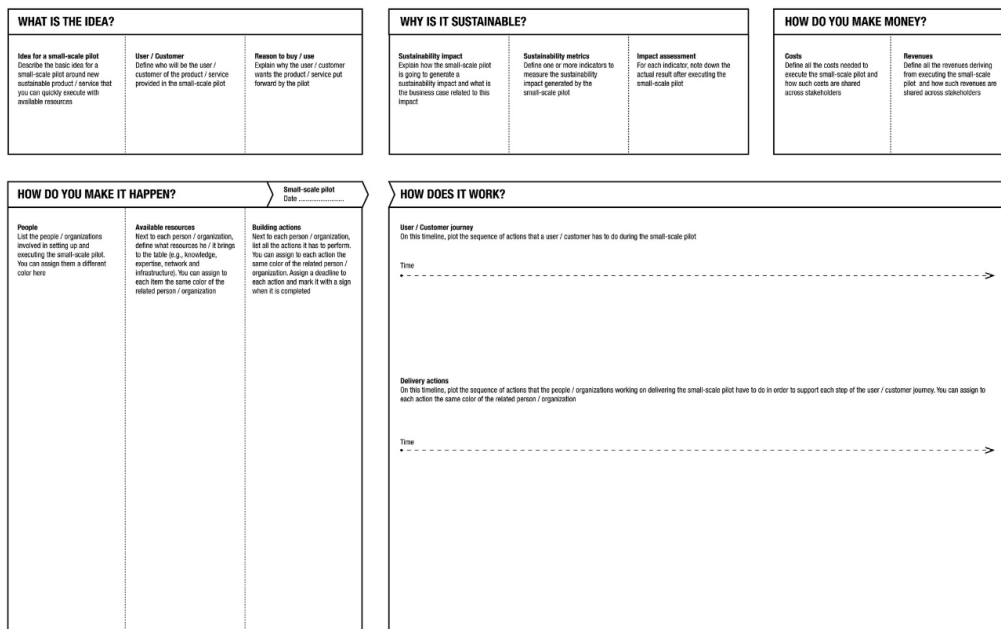 WHAT IS THE IDEA?
Idea for a small-scale pilot
Describe the basic idea for a
small-scale pilot around new
sustainable product / service that
you can quickly execute with
available resources
User / Customer
Define who will be the user /
customer of the product / service
provided in the small-scale pilot
Reason to buy / use
Explain why the user / customer
wants the product / service put
forward by the pilot
WHY IS IT SUSTAINABLE?
Sustainability impact
Explain how the small-scale pilot
is going to generate a
sustainability impact and what is
the business case related to this
impact
Sustainability metrics
Define one or more indicators to
measure the sustainability
impact generated by the
small-scale pilot
Impact assessment
For each indicator, note down the
actual result after executing the
small-scale pilot
HOW DO YOU MAKE MONEY?
Costs
Define all the costs needed to
execute the small-scale pilot and
how such costs are shared
across stakeholders
Revenues
Define all the revenues deriving
from executing the small-scale
pilot and how such revenues are
shared across stakeholders
HOW DO YOU MAKE IT HAPPEN?
Small-scale pilot
Date ......................
People
List the people / organizations
involved in setting up and
executing the small-scale pilot.
You can assign them a different
color here
Available resources
Next to each person / organization,
define what resources he / it brings
to the table (e.g., knowledge,
expertise, network and
infrastructure). You can assign to
each item the same color of the
related person / organization
Building actions
Next to each person / organization,
list all the actions it has to perform.
You can assign to each action the
same color of the related person /
organization. Assign a deadline to
each action and mark it with a sign
when it is completed
HOW DOES IT WORK?
User / Customer journey
On this timeline, plot the sequence of actions that a user / customer has to do during the small-scale pilot
Time
Delivery actions
On this timeline, plot the sequence of actions that the people / organizations working on delivering the small-scale pilot have to do in order to support each step of the user / customer journey. You can assign to
each action the same color of the related person / organization
Time